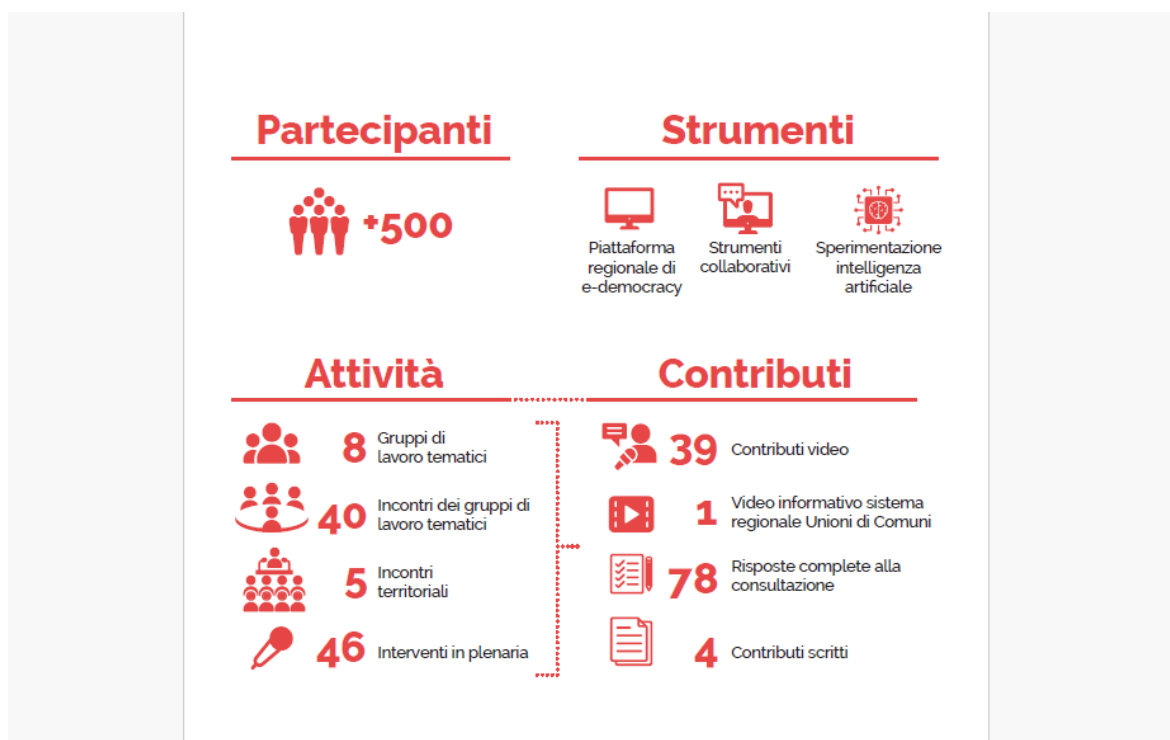 Partecipanti
+500
Strumenti
Piattaforma
regionale di
e-democracy
Strumenti
collaborativi
Sperimentazione
intelligenza
artificiale
Attività
8 Gruppi di
lavoro tematici
40 Incontri dei gruppi di
lavoro tematici
5 Incontri
territoriali
46 Interventi in plenaria
Contributi
39 Contributi video
1 Video informativo sistema
regionale Unioni di Comuni
78 Risposte complete alla
consultazione
4 Contributi scritti